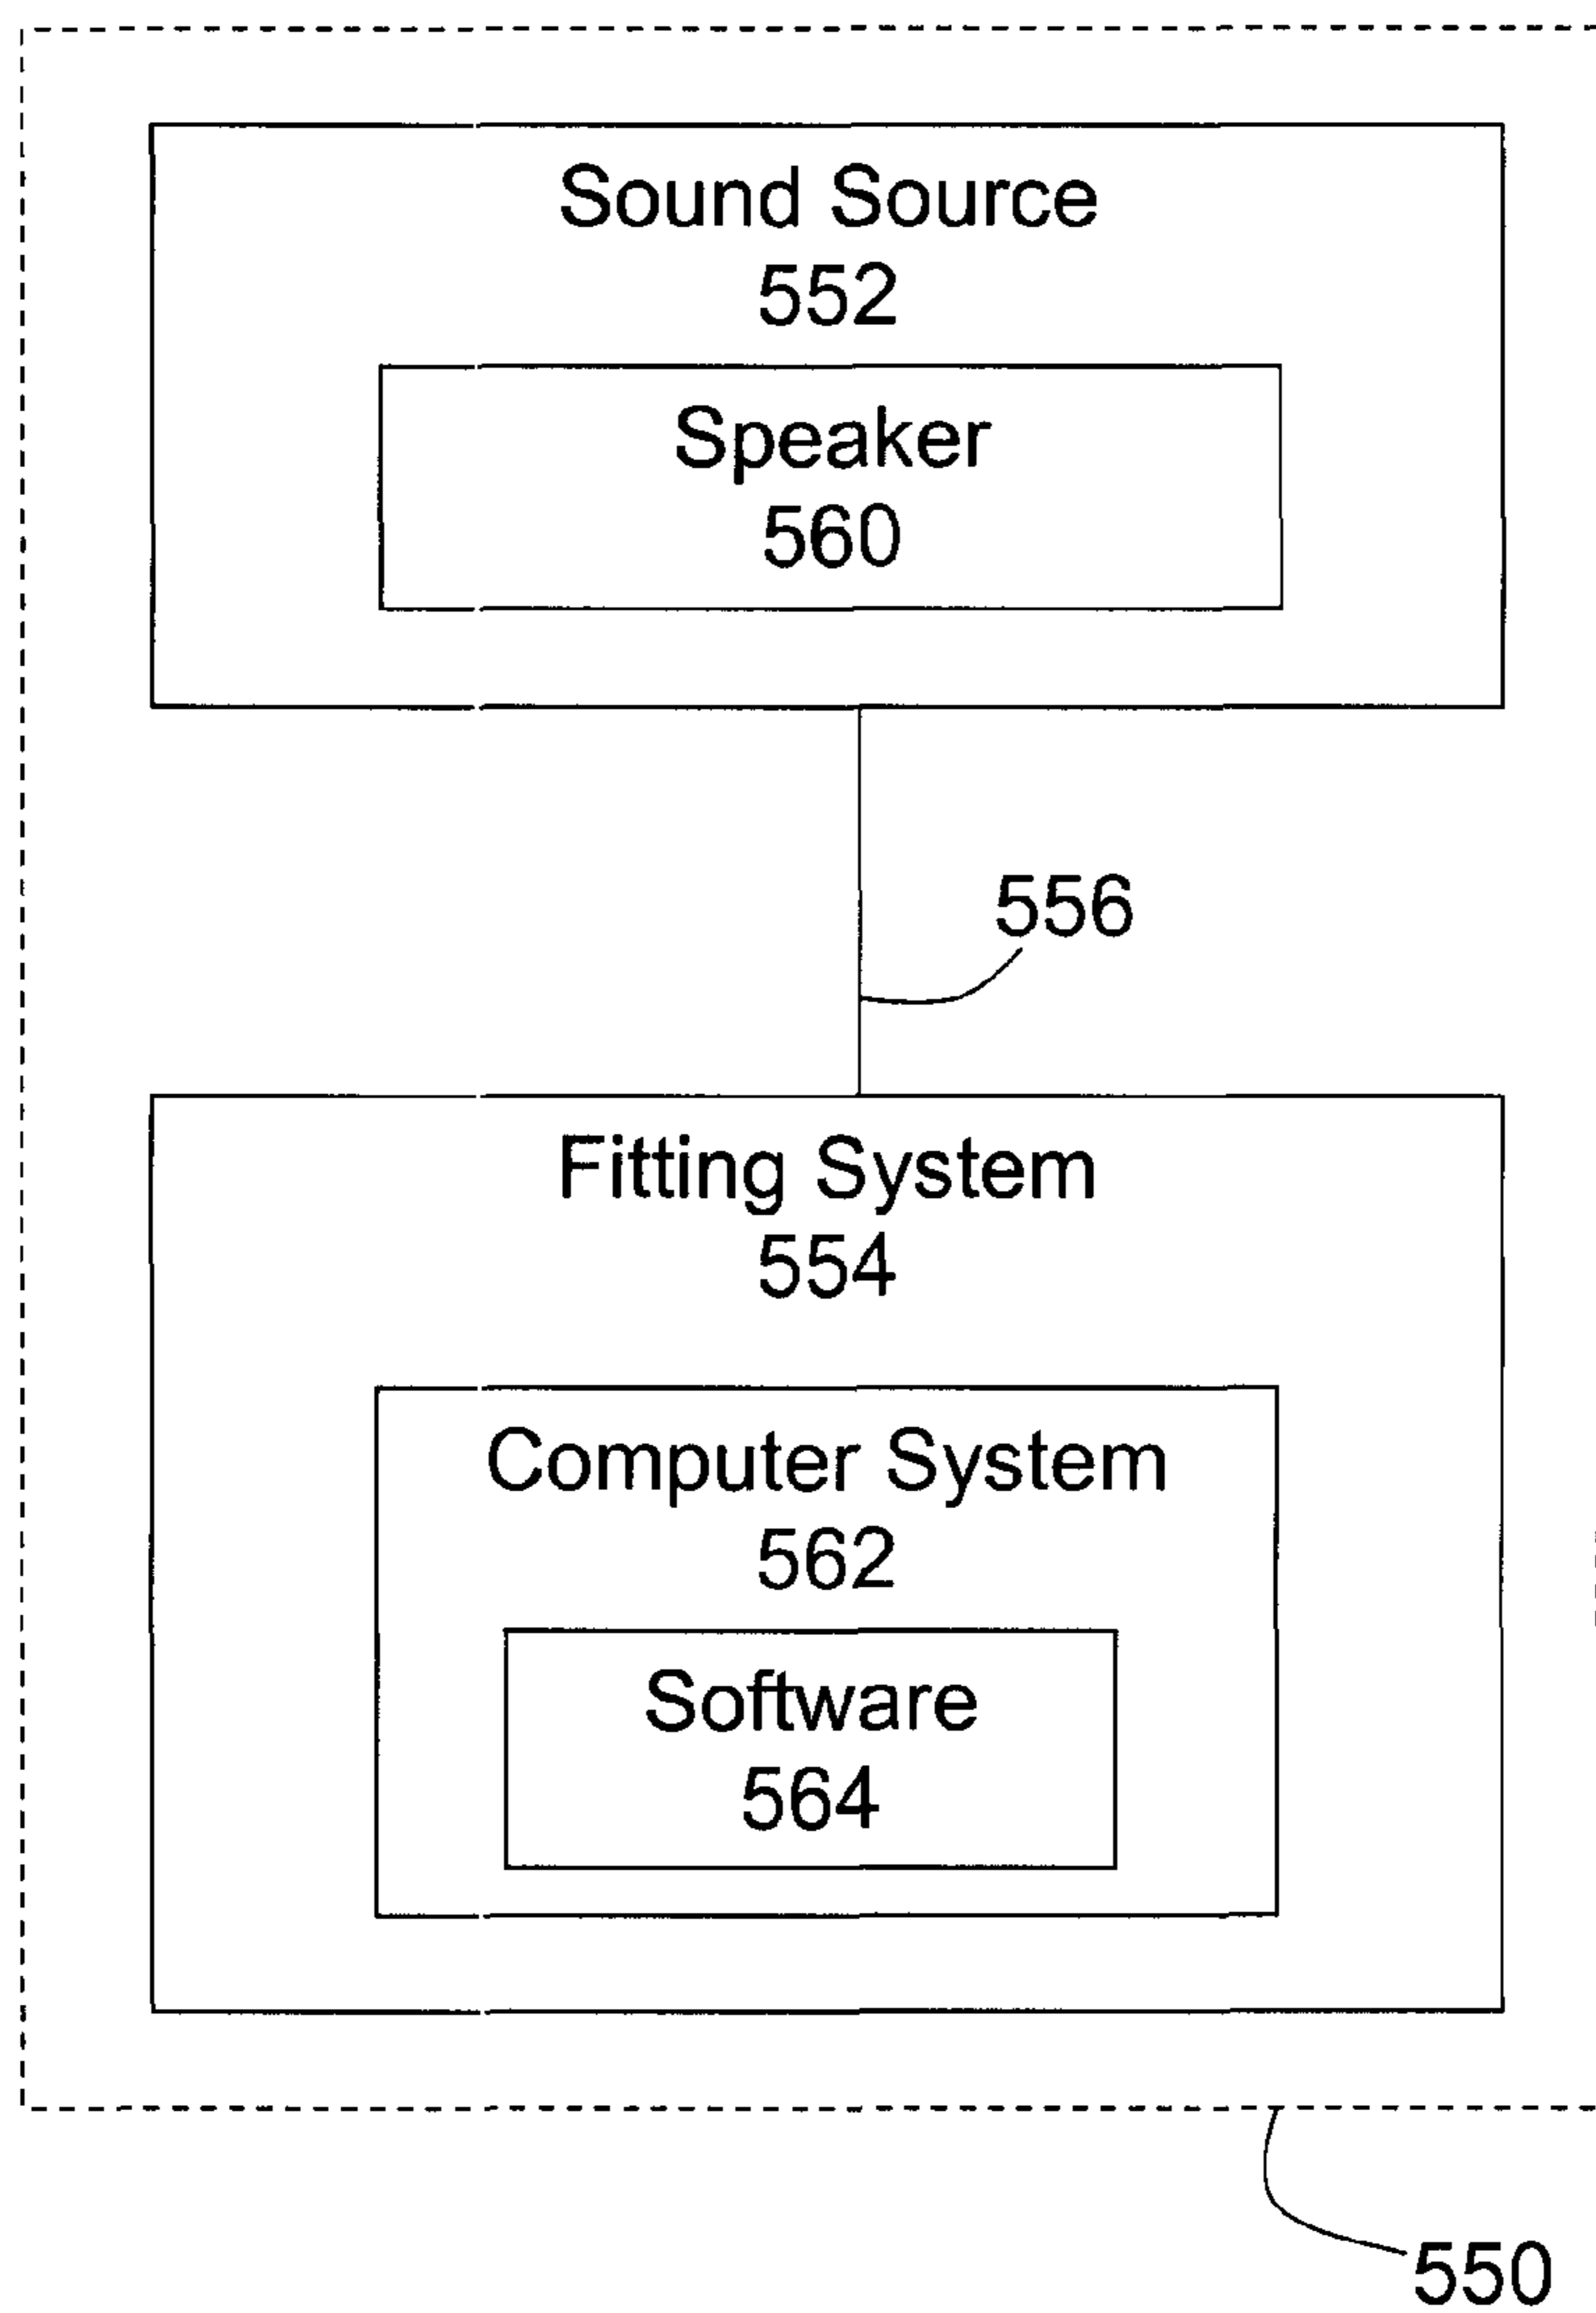 Sound Source
552
Speaker
560
556
Fitting System
554
Computer System
562
Software
564
550